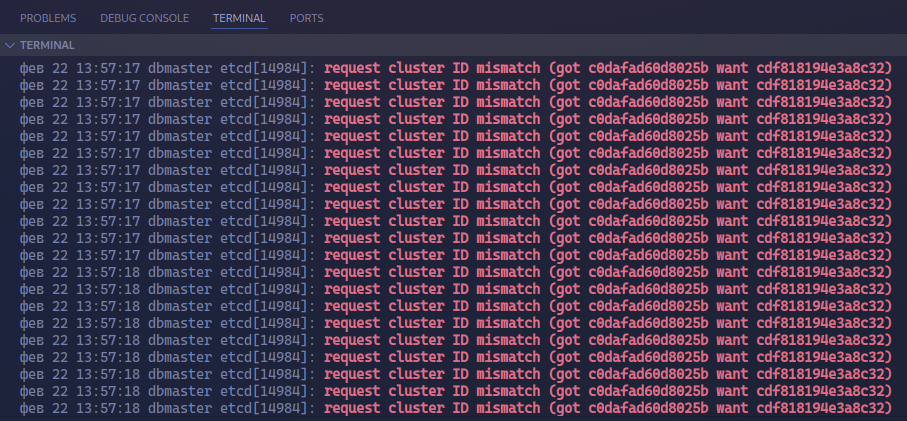 PROBLEMS DEBUG CONSOLE TERMINAL PORTS
TERMINAL
фев 22 13:57:17 dbmaster etcd[14984]: request cluster ID mismatch (got c0dafad60d8025b want cdf818194e3a8c32)
фев 22 13:57:17 dbmaster etcd[14984]: request cluster ID mismatch (got c0dafad60d8025b want cdf818194e3a8c32)
фев 22 13:57:17 dbmaster etcd[14984]: request cluster ID mismatch (got c0dafad60d8025b want cdf818194e3a8c32)
фев 22 13:57:17 dbmaster etcd[14984]: request cluster ID mismatch (got c0dafad60d8025b want cdf818194e3a8c32)
фев 22 13:57:17 dbmaster etcd[14984]: request cluster ID mismatch (got c0dafad60d8025b want cdf818194e3a8c32)
фев 22 13:57:17 dbmaster etcd[14984]: request cluster ID mismatch (got c0dafad60d8025b want cdf818194e3a8c32)
фев 22 13:57:17 dbmaster etcd[14984]: request cluster ID mismatch (got c0dafad60d8025b want cdf818194e3a8c32)
фев 22 13:57:17 dbmaster etcd[14984]: request cluster ID mismatch (got c0dafad60d8025b want cdf818194e3a8c32)
фев 22 13:57:17 dbmaster etcd[14984]: request cluster ID mismatch (got c0dafad60d8025b want cdf818194e3a8c32)
фев 22 13:57:17 dbmaster etcd[14984]: request cluster ID mismatch (got c0dafad60d8025b want cdf818194e3a8c32)
фев 22 13:57:17 dbmaster etcd[14984]: request cluster ID mismatch (got c0dafad60d8025b want cdf818194e3a8c32)
фев 22 13:57:17 dbmaster etcd[14984]: request cluster ID mismatch (got c0dafad60d8025b want cdf818194e3a8c32)
фев 22 13:57:18 dbmaster etcd[14984]: request cluster ID mismatch (got c0dafad60d8025b want cdf818194e3a8c32)
фев 22 13:57:18 dbmaster etcd[14984]: request cluster ID mismatch (got c0dafad60d8025b want cdf818194e3a8c32)
фев 22 13:57:18 dbmaster etcd[14984]: request cluster ID mismatch (got c0dafad60d8025b want cdf818194e3a8c32)
фев 22 13:57:18 dbmaster etcd[14984]: request cluster ID mismatch (got c0dafad60d8025b want cdf818194e3a8c32)
фев 22 13:57:18 dbmaster etcd[14984]: request cluster ID mismatch (got c0dafad60d8025b want cdf818194e3a8c32)
фев 22 13:57:18 dbmaster etcd[14984]: request cluster ID mismatch (got c0dafad60d8025b want cdf818194e3a8c32)
фев 22 13:57:18 dbmaster etcd[14984]: request cluster ID mismatch (got c0dafad60d8025b want cdf818194e3a8c32)
фев 22 13:57:18 dbmaster etcd[14984]: request cluster ID mismatch (got c0dafad60d8025b want cdf818194e3a8c32)
фев 22 13:57:18 dbmaster etcd[14984]: request cluster ID mismatch (got c0dafad60d8025b want cdf818194e3a8c32)